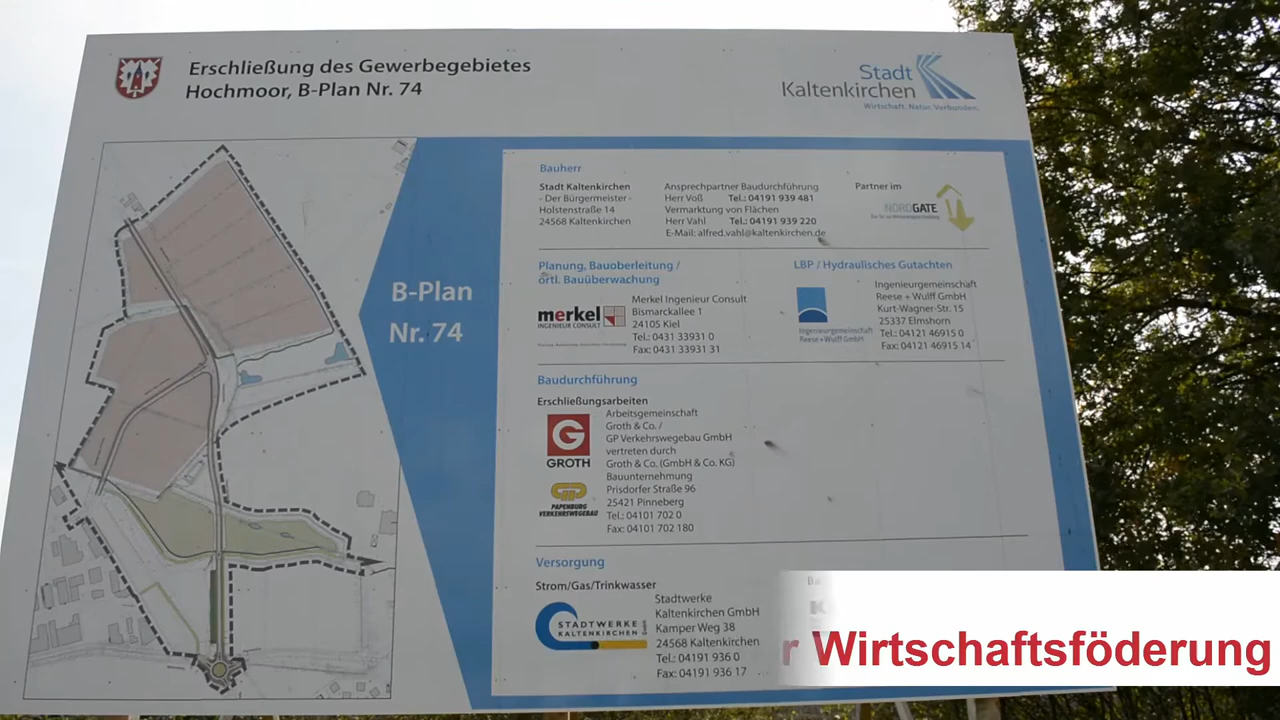 Erschließung des Gewerbegebietes
Hochmoor, B-Plan Nr. 74
Stadt
Kaltenkirchen
Wirtschaft. Natur. Verbunden.
B-Plan
Nr. 74
Bauherr
Stadt Kaltenkirchen
- Der Bürgermeister -
Holstenstraße 14
24568 Kaltenkirchen
Ansprechpartner Baudurchführung
Herr Voß Tel.: 04191 939 481
Vermarktung von Flächen
Herr Vahl Tel.: 04191 939 220
E-Mail: alfred.vahl@kaltenkirchen.de
Partner im
NORDGATE
Planung, Bauoberleitung /
örtl. Bauüberwachung
merkel
INGENIEUR CONSULT
Merkel Ingenieur Consult
Bismarckallee 1
24105 Kiel
Tel.: 0431 33931 0
Fax: 0431 33931 31
LBP / Hydraulisches Gutachten
Ingenieurgemeinschaft
Reese + Wulff GmbH
Ingenieurgemeinschaft
Reese + Wulff GmbH
Kurt-Wagner-Str. 15
25337 Elmshorn
Tel.: 04121 46915 0
Fax: 04121 46915 14
Baudurchführung
Erschließungsarbeiten
GROTH
PAPENBURG
VERKEHRSWEGEBAU
Arbeitsgemeinschaft
Groth & Co. /
GP Verkehrswegebau GmbH
vertreten durch
Groth & Co. (GmbH & Co. KG)
Bauunternehmung
Prisdorfer Straße 96
25421 Pinneberg
Tel.: 04101 702 0
Fax: 04101 702 180
Versorgung
Strom/Gas/Trinkwasser
STADTWERKE
KALTENKIRCHEN GmbH
Stadtwerke
Kaltenkirchen GmbH
Kamper Weg 38
24568 Kaltenkirchen
Tel.: 04191 936 0
Fax: 04191 936 17
r Wirtschaftsföderung